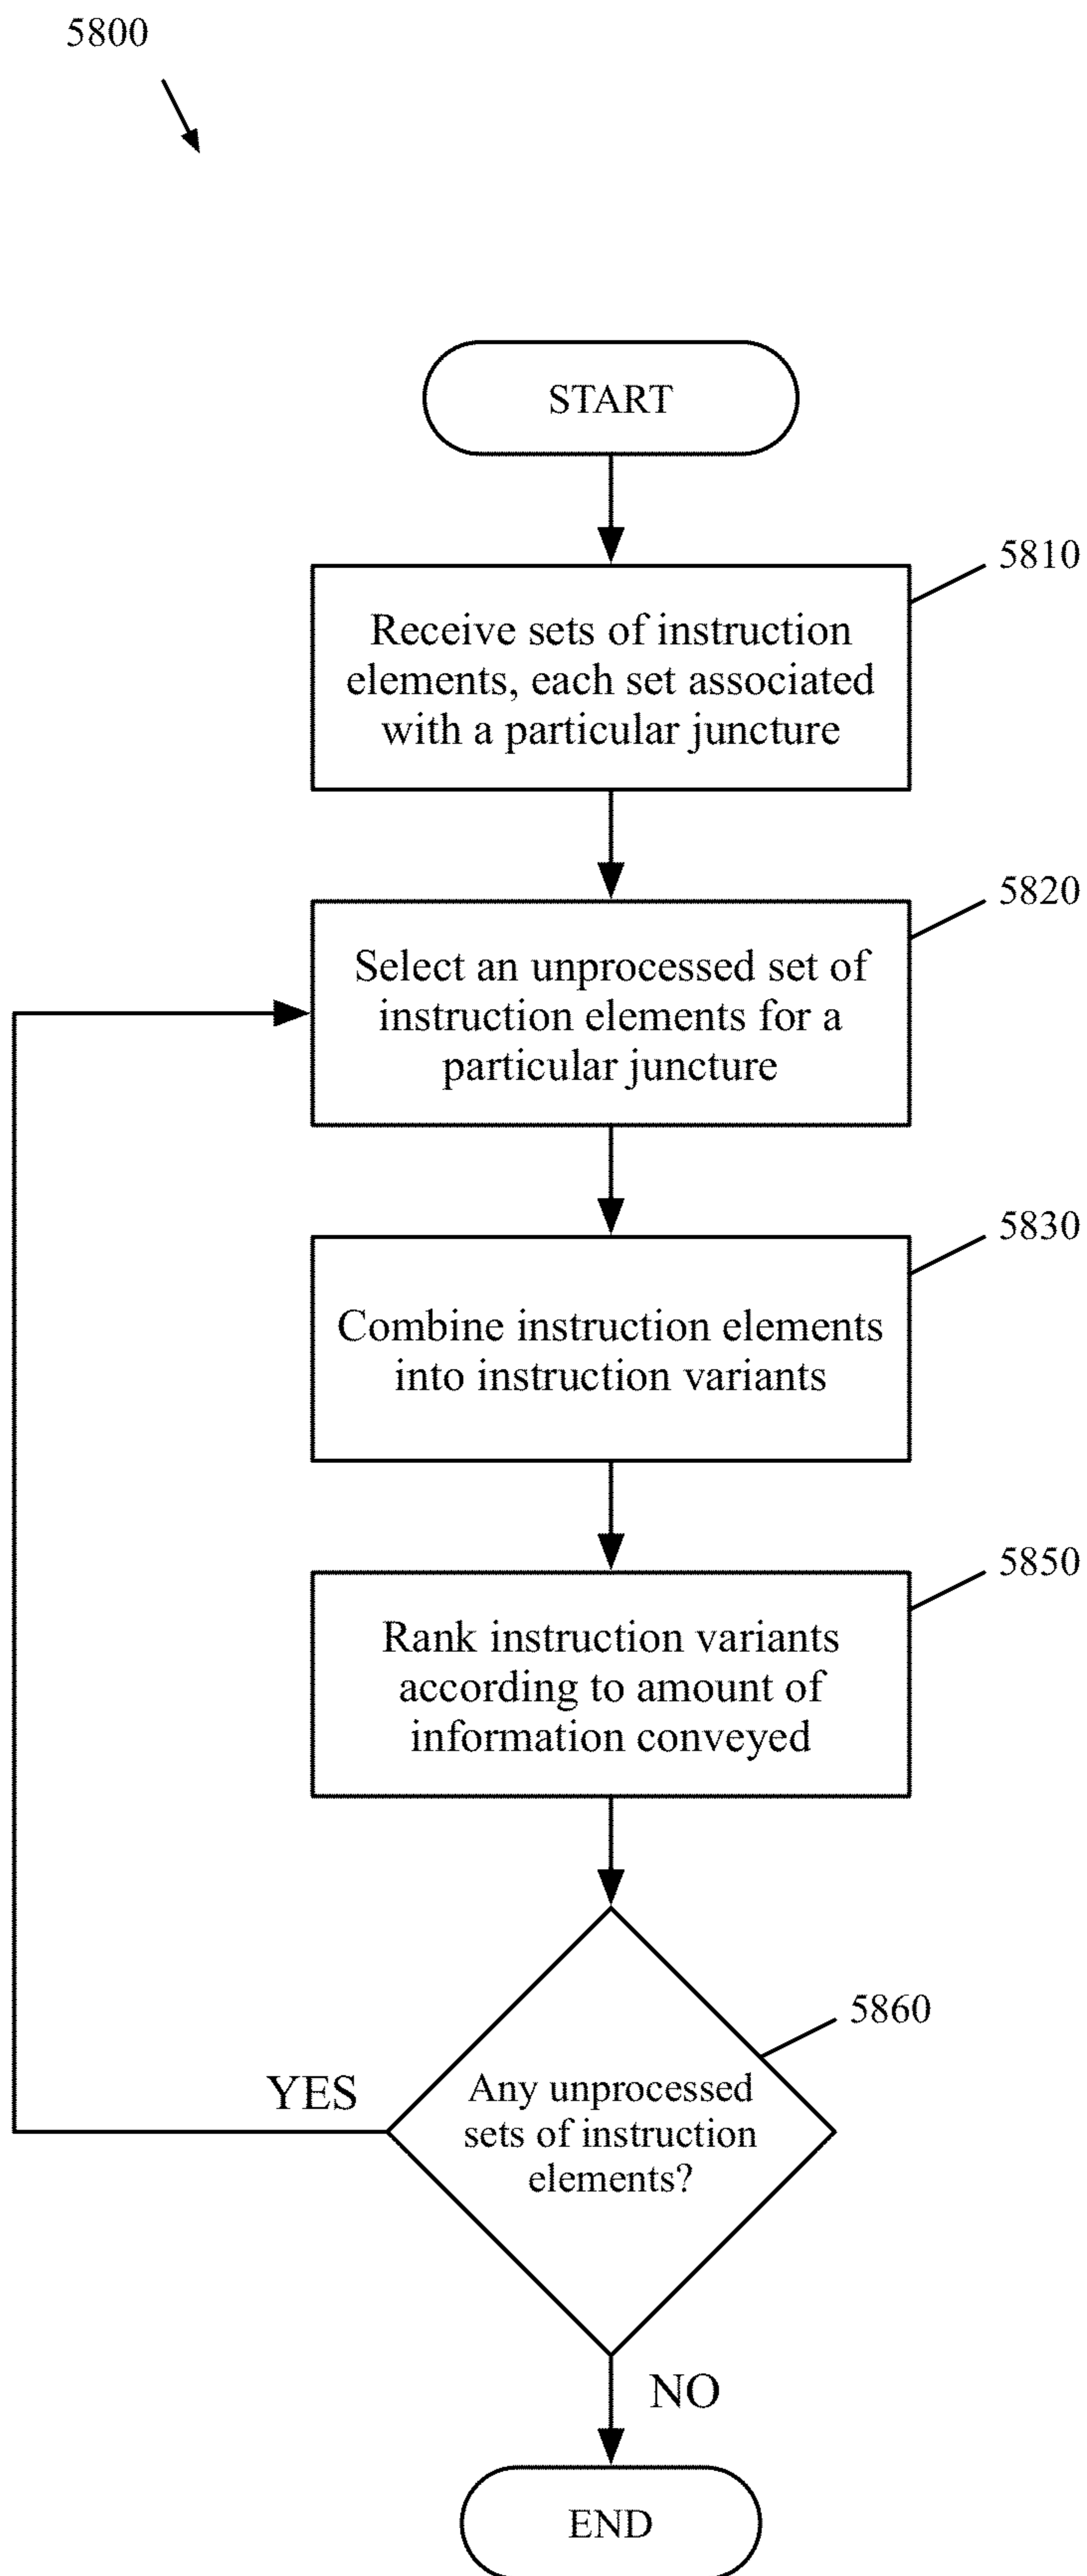 5800
START
5810
Receive sets of instruction
elements, each set associated
with a particular juncture
5820
Select an unprocessed set of
instruction elements for a
particular juncture
5830
Combine instruction elements
into instruction variants
5850
Rank instruction variants
according to amount of
information conveyed
5860
Any unprocessed
sets of instruction
elements?
YES
NO
END